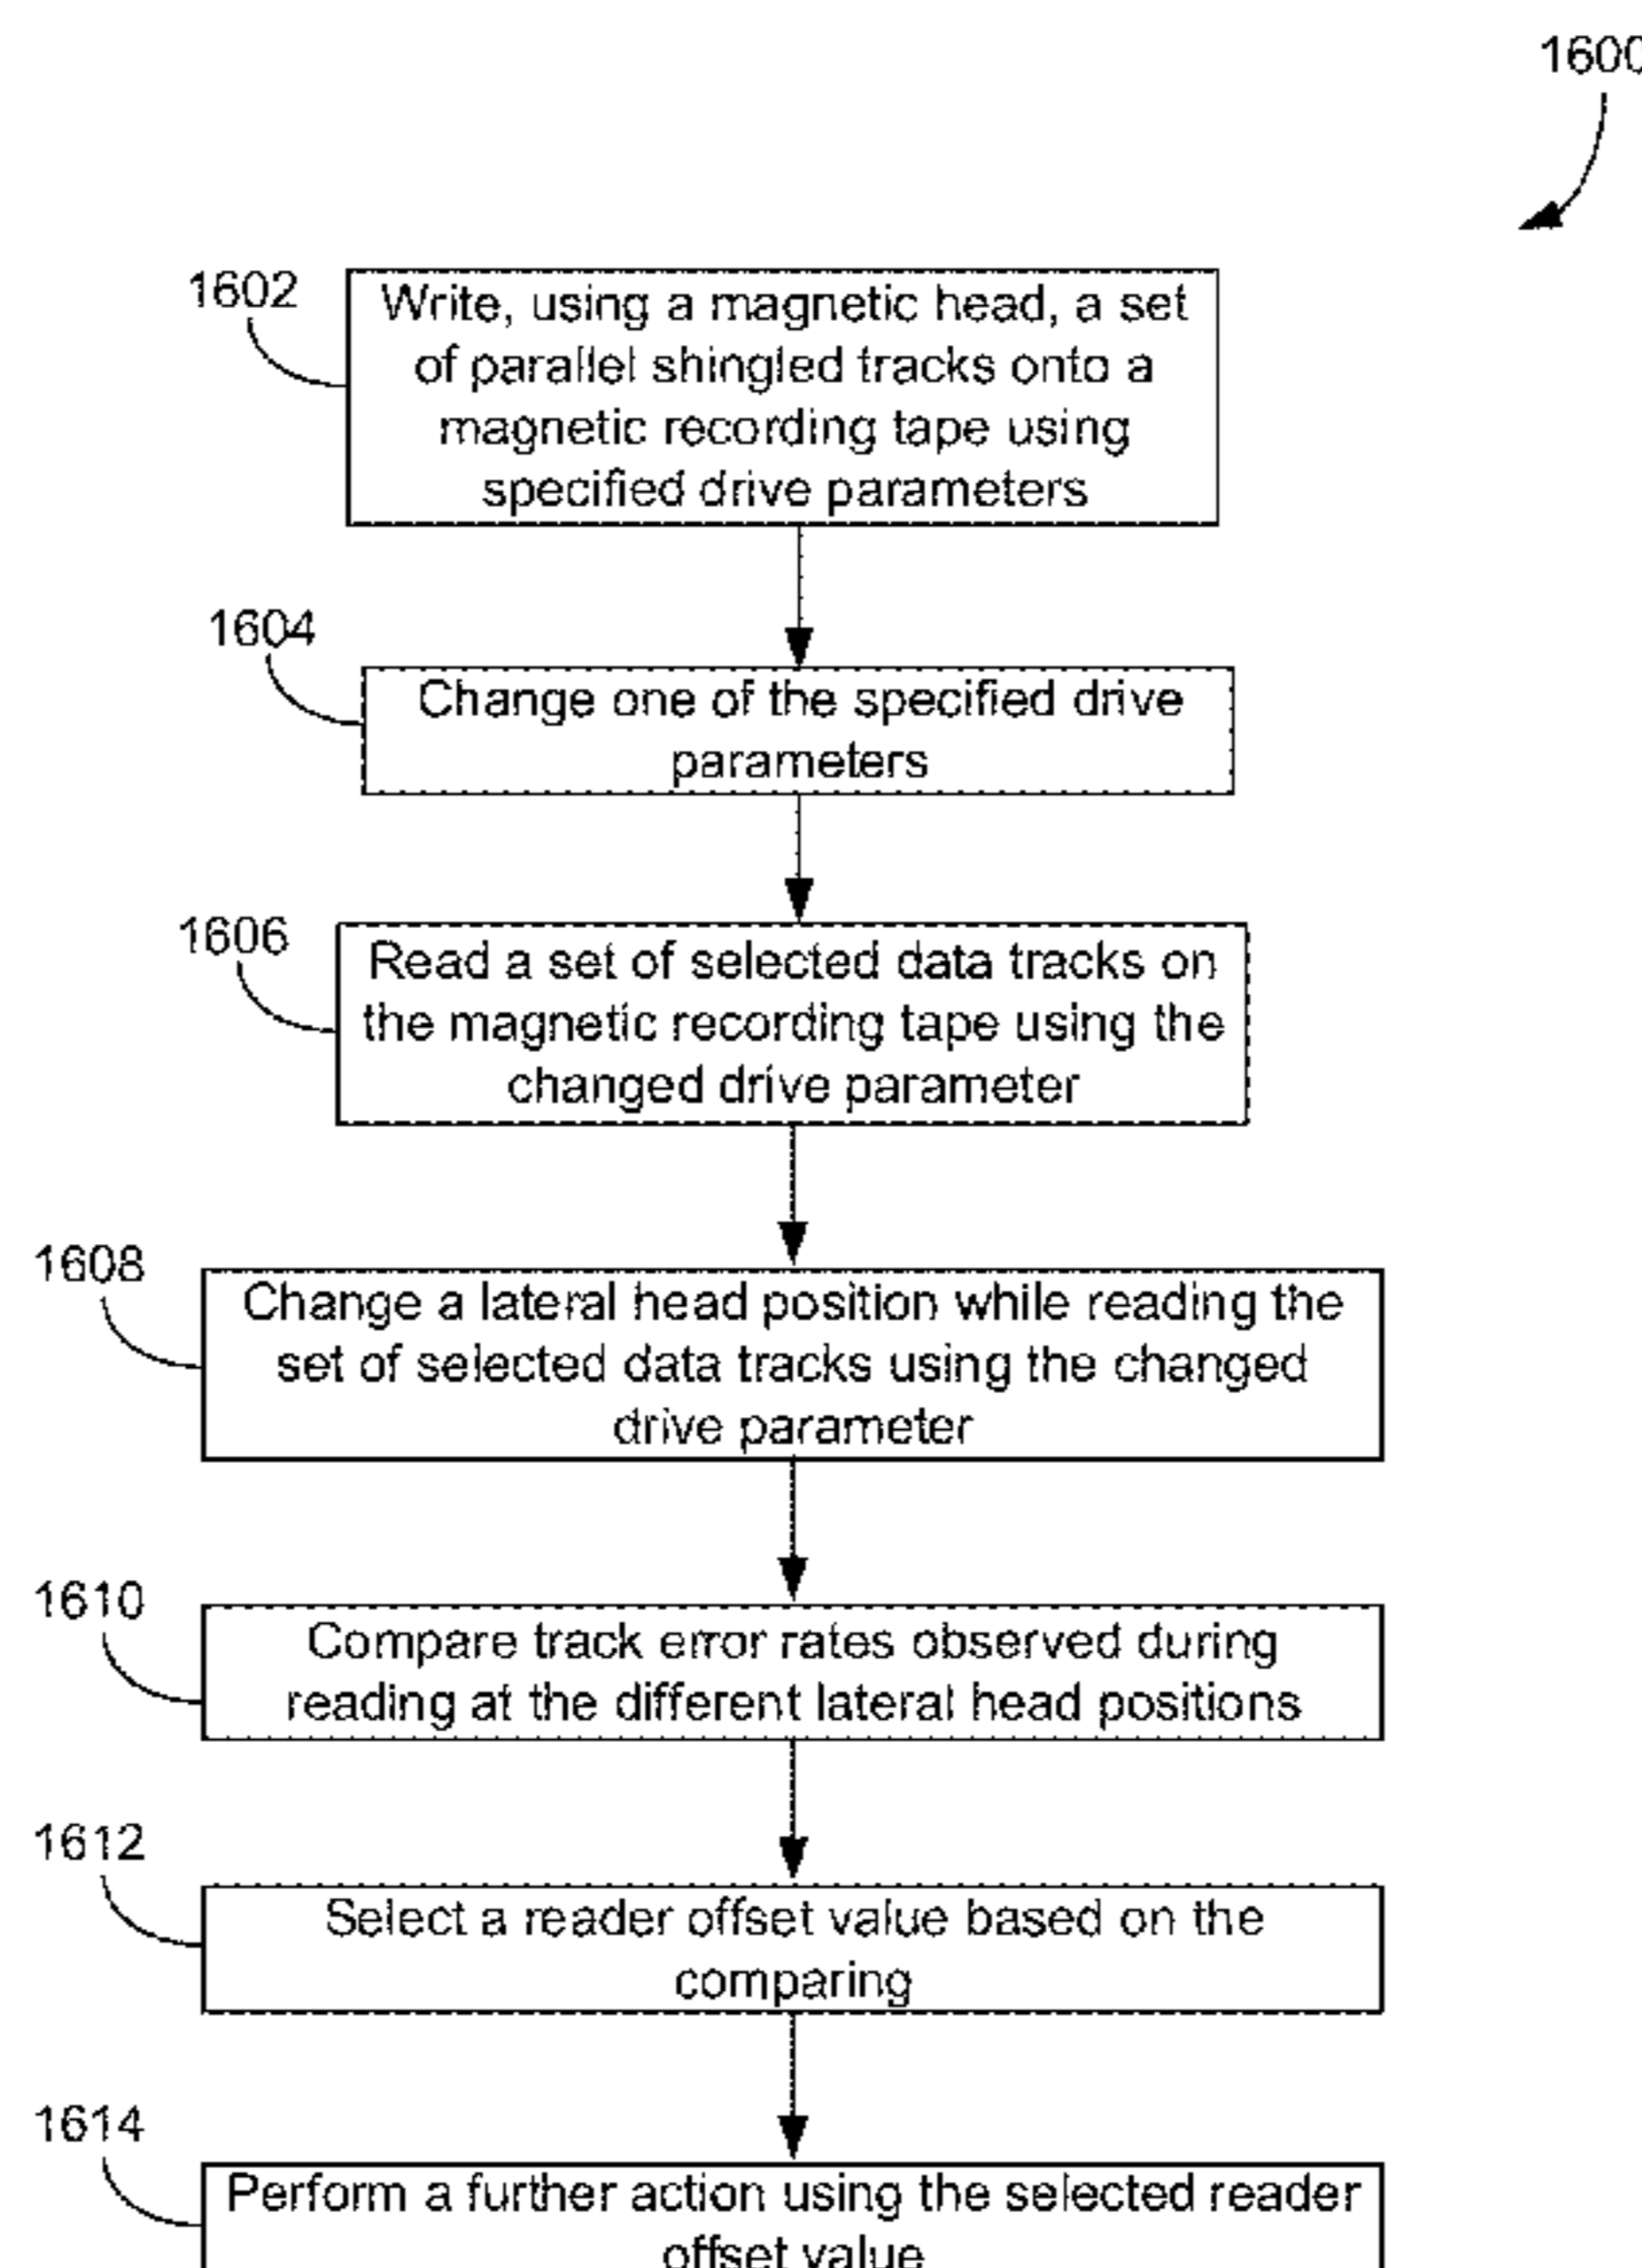 1600
1602
Write, using a magnetic head, a set
of parallel shingled tracks onto a
magnetic recording tape using
specified drive parameters
1604
Change one of the specified drive
parameters
1606
Read a set of selected data tracks on
the magnetic recording tape using the
changed drive parameter
1608
Change a lateral head position while reading the
set of selected data tracks using the changed
drive parameter
1610
Compare track error rates observed during
reading at the different lateral head positions
1612
Select a reader offset value based on the
comparing
1614
Perform a further action using the selected reader
offset value